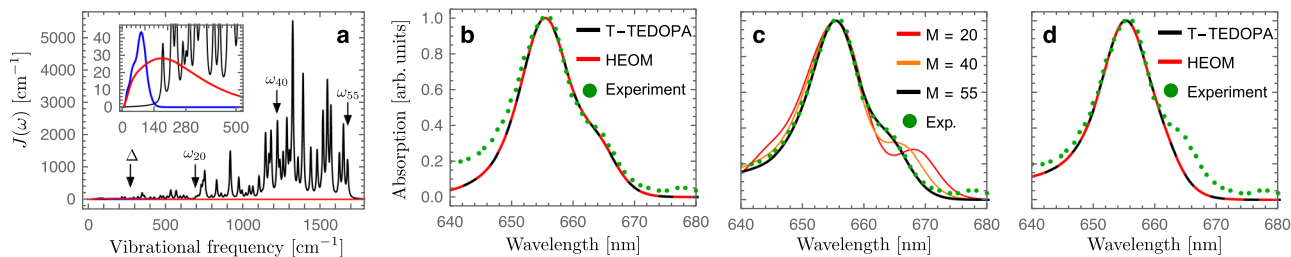 a
J(ω) [cm⁻¹]
5000
4000
3000
2000
1000
0
40
30
20
10
0
0 140 280 500
Δ
ω₂₀
ω₄₀
ω₅₅
0 500 1000 1500
Vibrational frequency [cm⁻¹]
b
Absorption [arb. units]
1.0
0.8
0.6
0.4
0.2
0.0
T-TEDOPA
HEOM
Experiment
640 650 660 670 680
Wavelength [nm]
c
M = 20
M = 40
M = 55
Exp.
640 650 660 670 680
Wavelength [nm]
d
T-TEDOPA
HEOM
Experiment
640 650 660 670 680
Wavelength [nm]